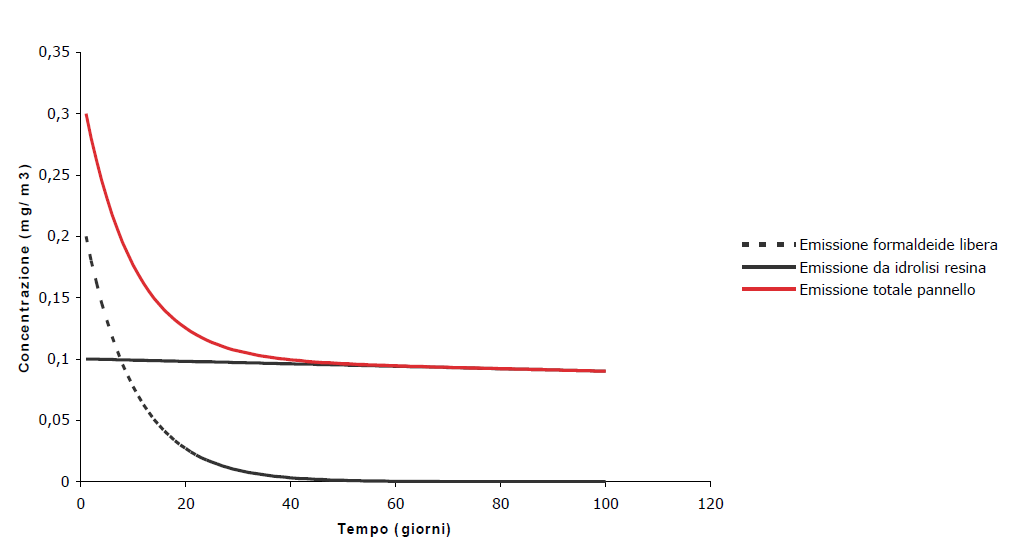 0,35
0,3
0,25
0,2
0,15
0,1
0,05
0
Concentrazione (mg/m3)
0 20 40 60 80 100 120
Tempo (giorni)
Emissione formaldeide libera
Emissione da idrolisi resina
Emissione totale pannello